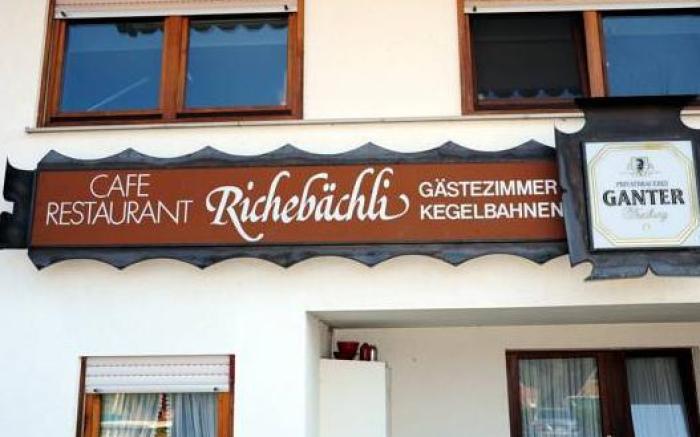 CAFE
RESTAURANT
Richebächli
GÄSTEZIMMER
KEGELBAHNEN
PRIVATBRAUEREI
GANTER
Freiburg